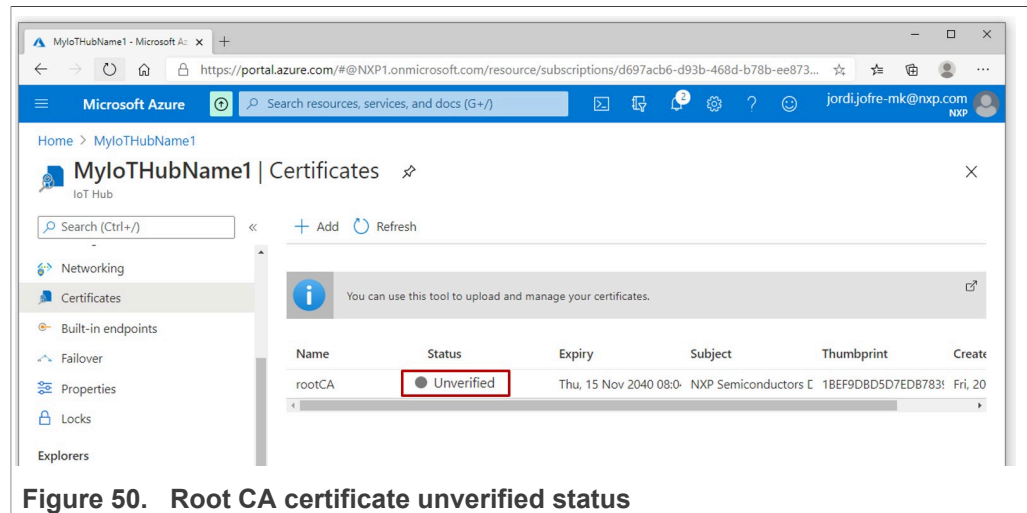 MyIoTHubName1 - Microsoft Az
https://portal.azure.com/#@NXP1.onmicrosoft.com/resource/subscriptions/d697acb6-d93b-468d-b78b-ee873...
Microsoft Azure
Search resources, services, and docs (G+/)
2
jordi.jofre-mk@nxp.com
NXP
Home > MyIoTHubName1
MyIoTHubName1 | Certificates
IoT Hub
Search (Ctrl+/)
«
+ Add
Refresh
Networking
Certificates
You can use this tool to upload and manage your certificates.
Built-in endpoints
Failover
Properties
Locks
Explorers
Name Status Expiry Subject Thumbprint Create
rootCA Unverified Thu, 15 Nov 2040 08:0 NXP Semiconductors 1BEF9DBD5D7EDB783 Fri, 20
Figure 50. Root CA certificate unverified status